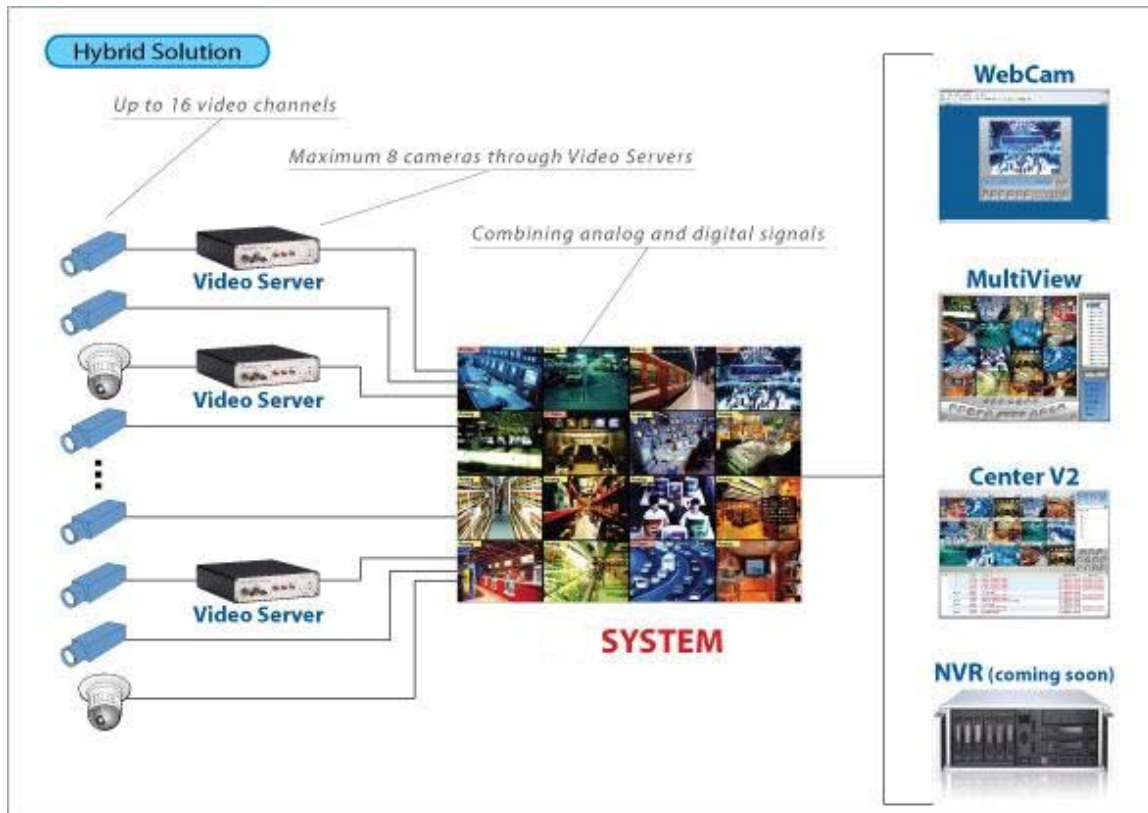 Hybrid Solution
Up to 16 video channels
Maximum 8 cameras through Video Servers
Combining analog and digital signals
Video Server
Video Server
Video Server
SYSTEM
WebCam
MultiView
Center V2
NVR (coming soon)